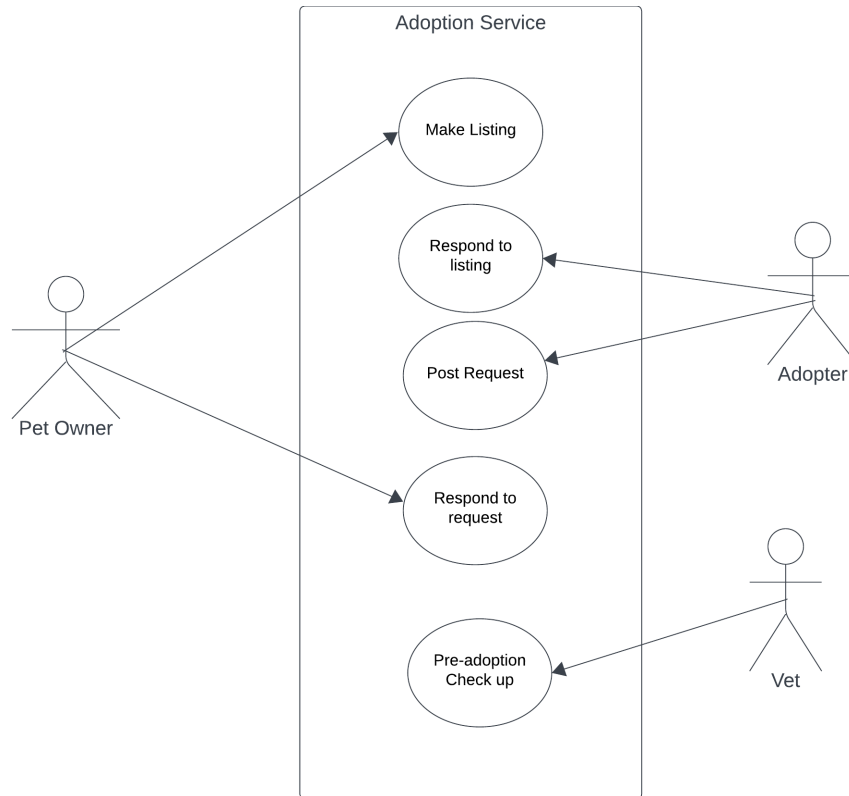 Adoption Service
Make Listing
Respond to
listing
Post Request
Adopter
Pet Owner
Respond to
request
Pre-adoption
Check up
Vet